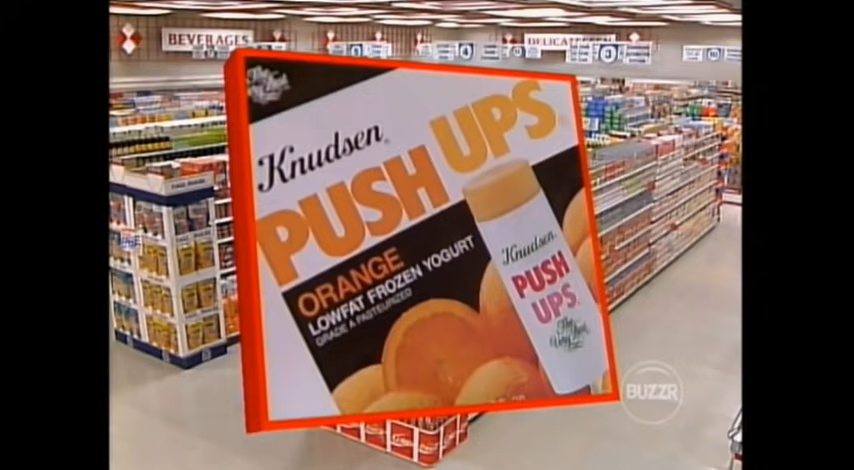 BEVERAGES
DELICATESSEN
The Very Best
Knudsen
PUSH UPS
ORANGE
LOWFAT FROZEN YOGURT
GRADE A PASTEURIZED
Knudsen
PUSH
UPS
The
Very Best
BUZZR